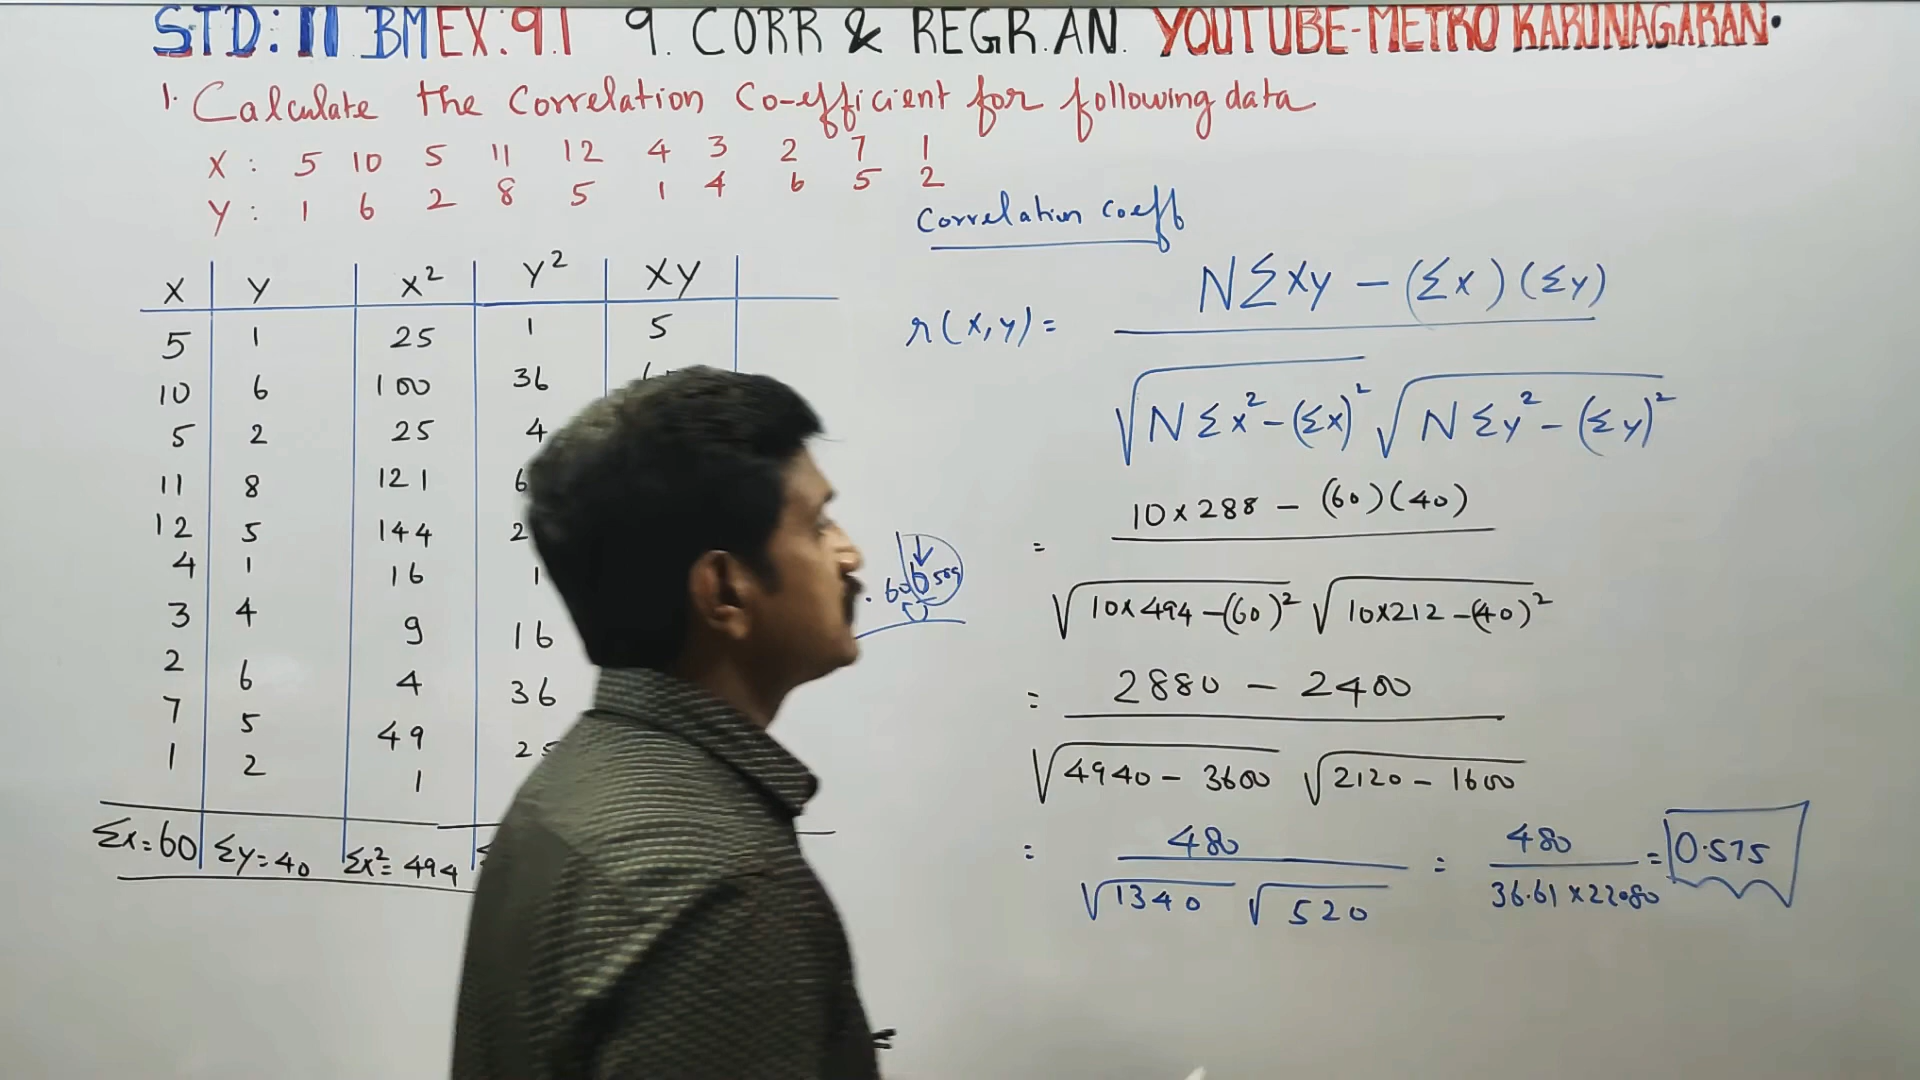 STD: 11 BM EX: 9.1 9. CORR & REGR. AN. YOUTUBE-METRO KARUNAGARAN.
1. Calculate the Correlation Co-efficient for following data
X : 5 10 5 11 12 4 3 2 7 1
Y : 1 6 2 8 5 1 4 6 5 2
Correlation Coeff
r(x,y) = NΣXY - (Σx)(Σy)
√NΣx²-(Σx)² √NΣy²-(Σy)²
= 10×288 - (60)(40)
√10×494-(60)² √10×212-(40)²
= 2880 - 2400
√4940 - 3600 √2120 - 1600
= 480 = 480 = 0.575
√1340 √520 36.61×22.80
X Y X² Y² XY
5 1 25 1 5
10 6 100 36
5 2 25 4
11 8 121
12 5 144
4 1 16 1
3 4 9 16
2 6 4 36
7 5 49 25
1 2 1
Σx=60 Σy=40 Σx²=494